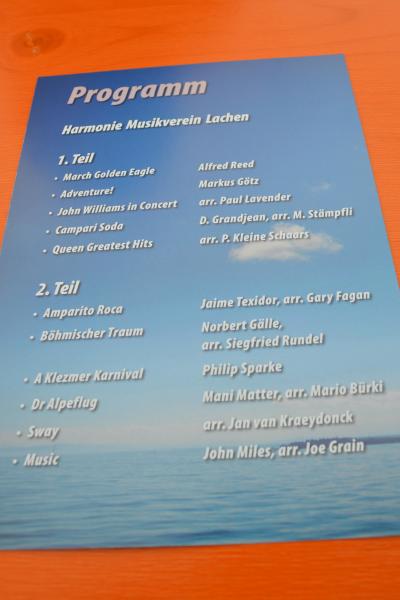 Programm
Harmonie Musikverein Lachen
1. Teil
• March Golden Eagle Alfred Reed
• Adventure! Markus Götz
• John Williams in Concert arr. Paul Lavender
• Campari Soda D. Grandjean, arr. M. Stämpfli
• Queen Greatest Hits arr. P. Kleine Schaars
2. Teil
• Amparito Roca Jaime Texidor, arr. Gary Fagan
• Böhmischer Traum Norbert Gälle,
arr. Siegfried Rundel
• A Klezmer Karnival Philip Sparke
• Dr Alpeflug Mani Matter, arr. Mario Bürki
• Sway arr. Jan van Kraeydonck
• Music John Miles, arr. Joe Grain